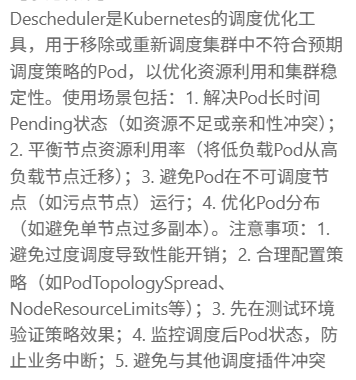 Descheduler是Kubernetes的调度优化工
具，用于移除或重新调度集群中不符合预期
调度策略的Pod，以优化资源利用和集群稳
定性。使用场景包括：1. 解决Pod长时间
Pending状态（如资源不足或亲和性冲突）；
2. 平衡节点资源利用率（将低负载Pod从高
负载节点迁移）；3. 避免Pod在不可调度节
点（如污点节点）运行；4. 优化Pod分布
（如避免单节点过多副本）。注意事项：1.
避免过度调度导致性能开销；2. 合理配置策
略（如PodTopologySpread、
NodeResourceLimits等）；3. 先在测试环境
验证策略效果；4. 监控调度后Pod状态，防
止业务中断；5. 避免与其他调度插件冲突